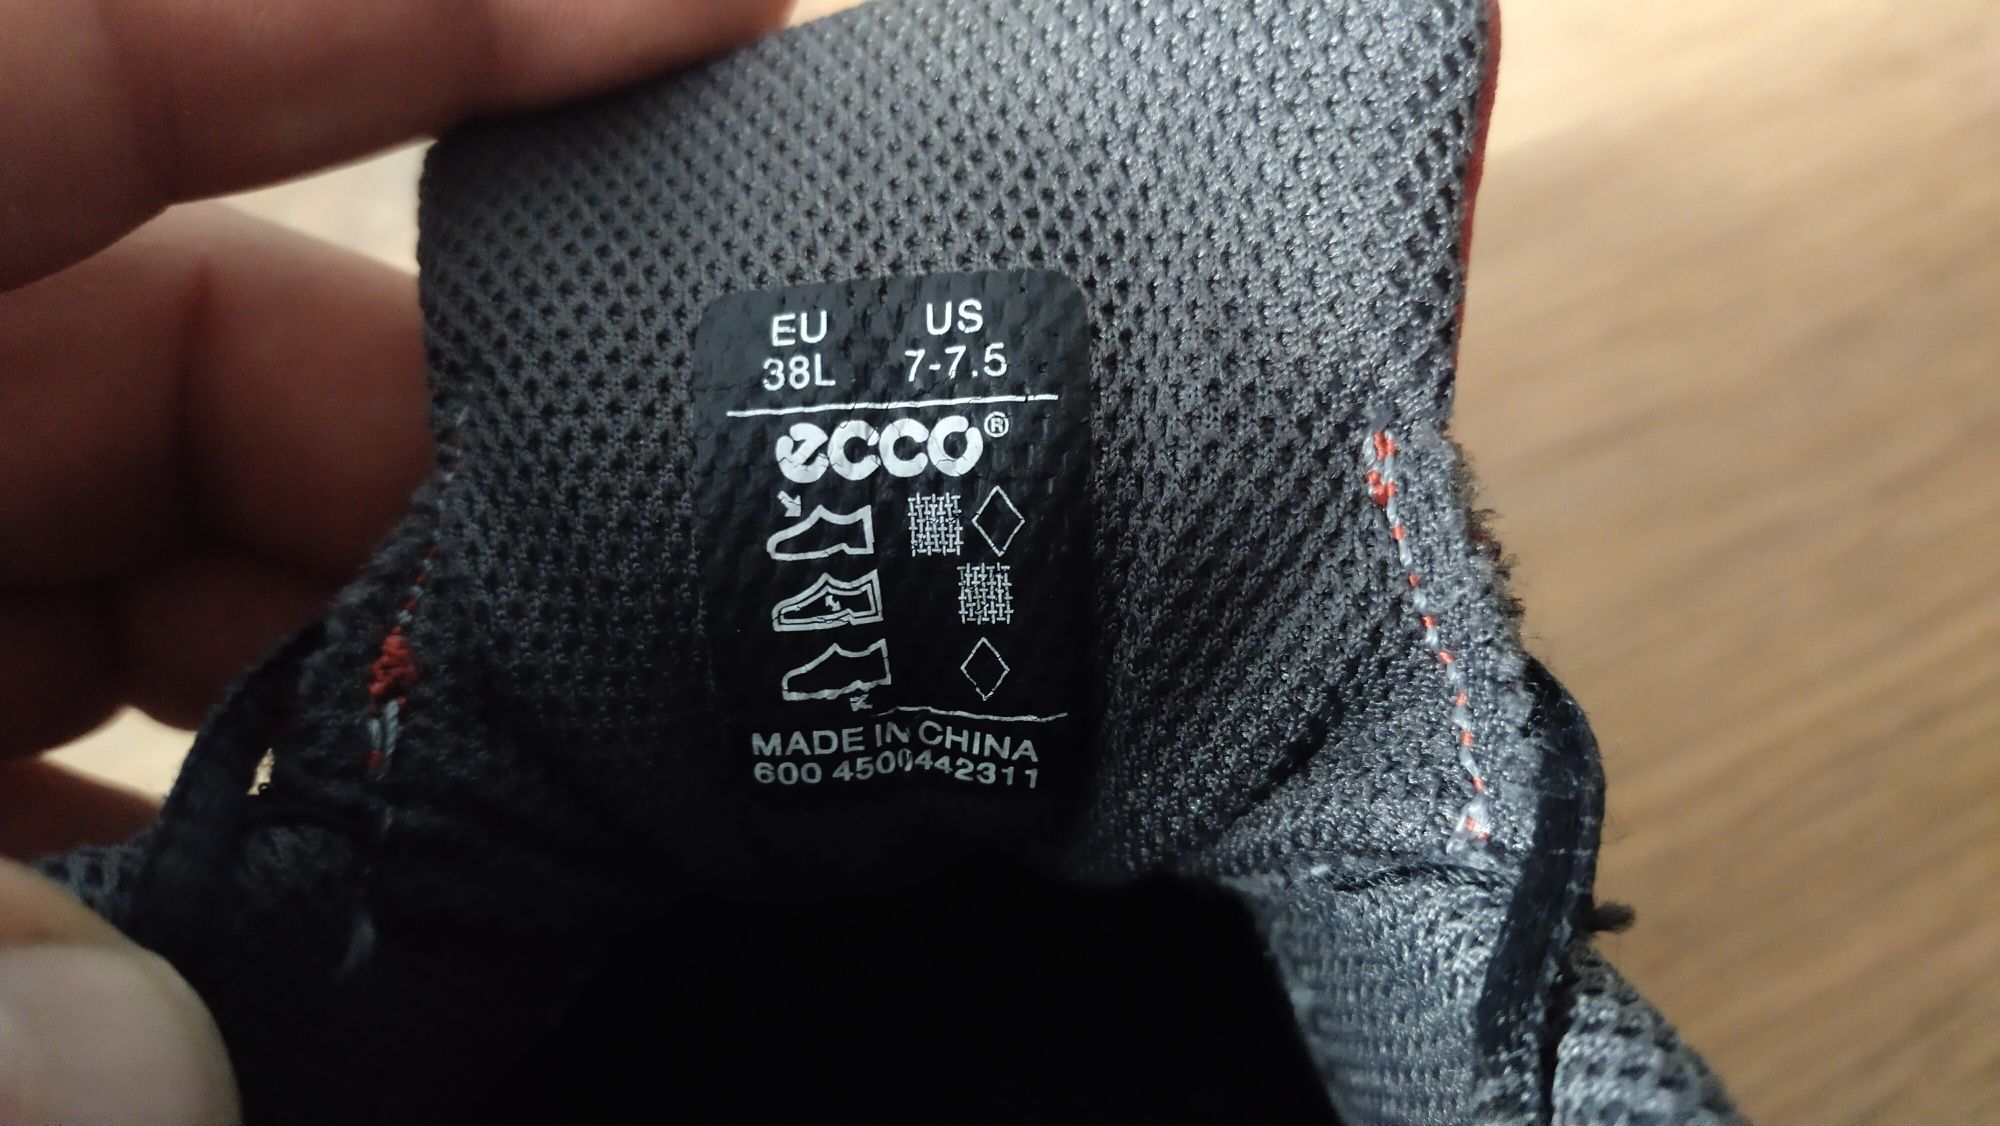 EU US
38L 7-7.5
ecco®
MADE IN CHINA
600 4500442311